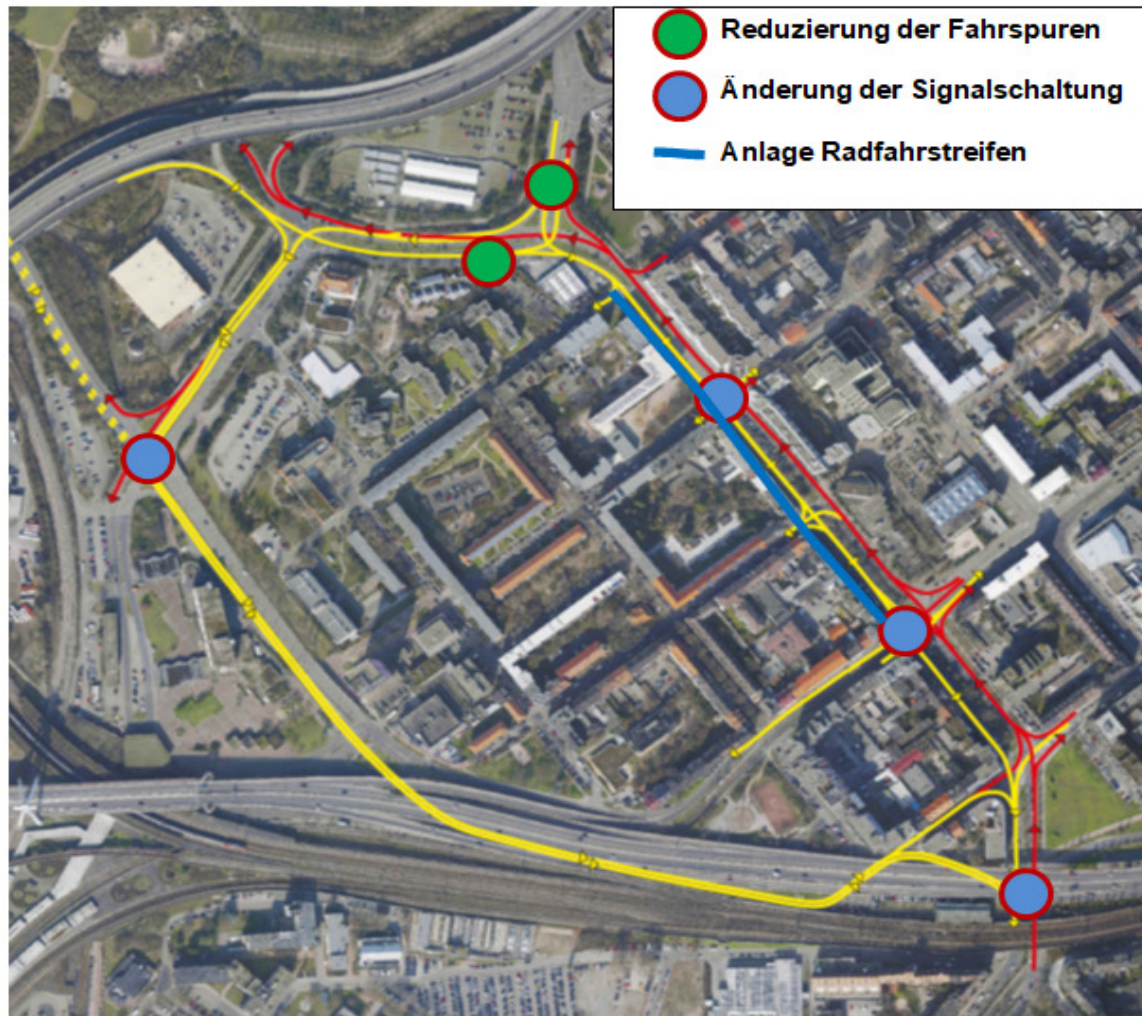 Reduzierung der Fahrspuren
Änderung der Signalschaltung
Anlage Radfahrstreifen